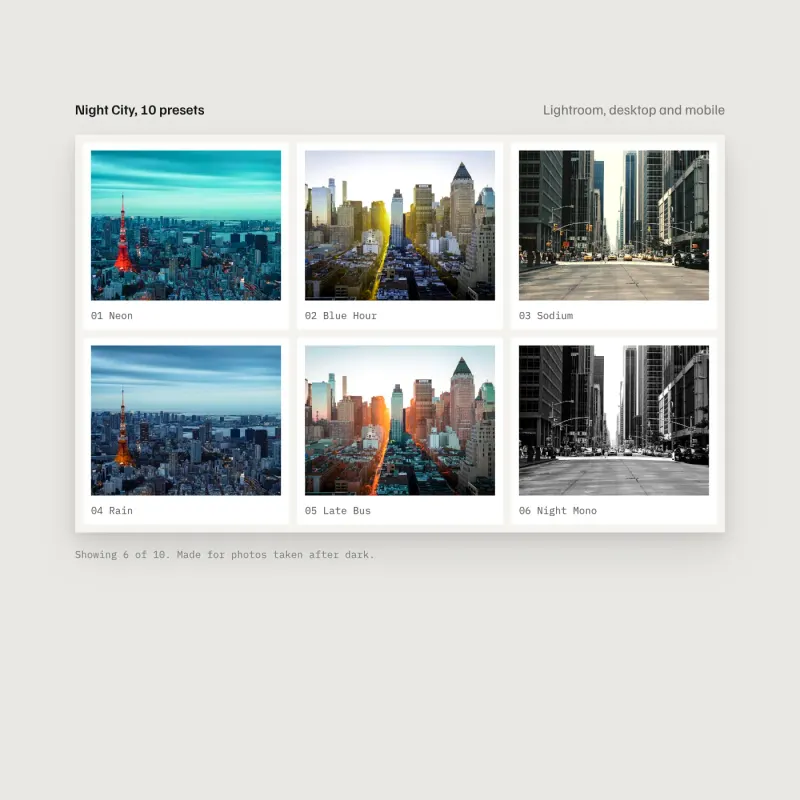 Night City, 10 presets
Lightroom, desktop and mobile
01 Neon
02 Blue Hour
03 Sodium
04 Rain
05 Late Bus
06 Night Mono
Showing 6 of 10. Made for photos taken after dark.